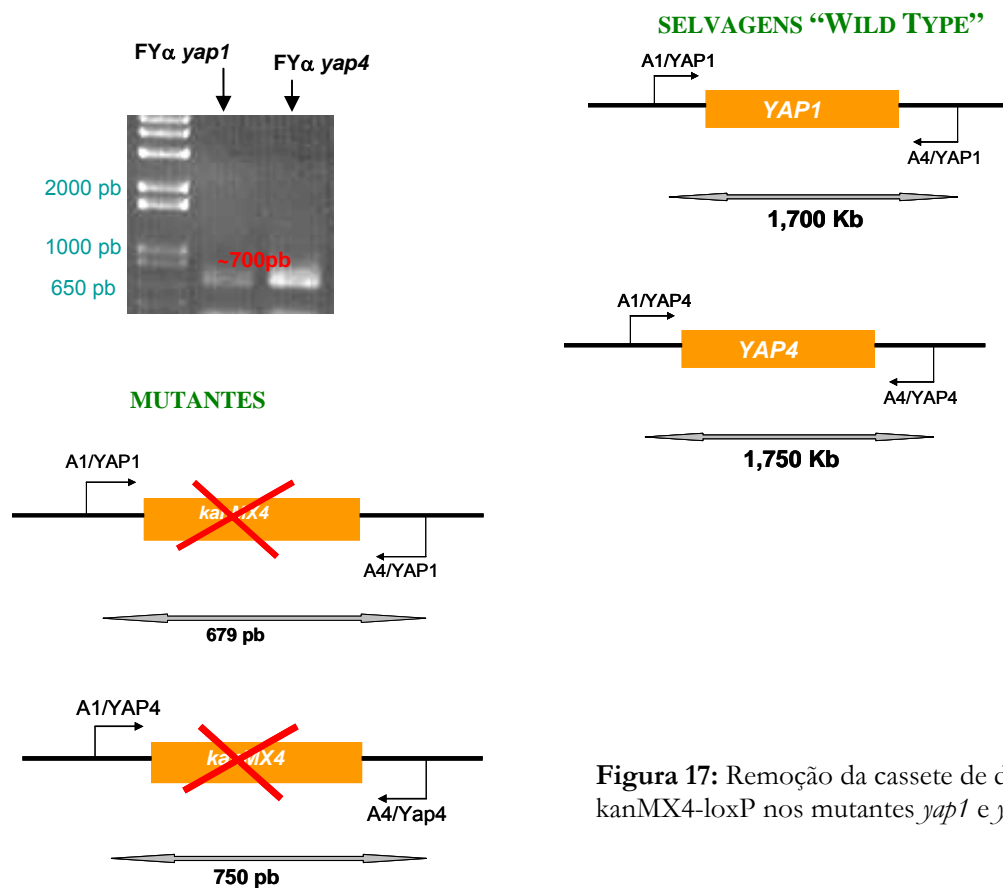 SELVAGENS “WILD TYPE”
FYα yap1
FYα yap4
2000 pb
1000 pb
650 pb
~700pb
A1/YAP1
YAP1
A4/YAP1
1,700 Kb
A1/YAP4
YAP4
A4/YAP4
1,750 Kb
MUTANTES
A1/YAP1
kanMX4
A4/YAP1
679 pb
A1/YAP4
kanMX4
A4/Yap4
750 pb
Figura 17: Remoção da cassete de
kanMX4-loxP nos mutantes yap1 e